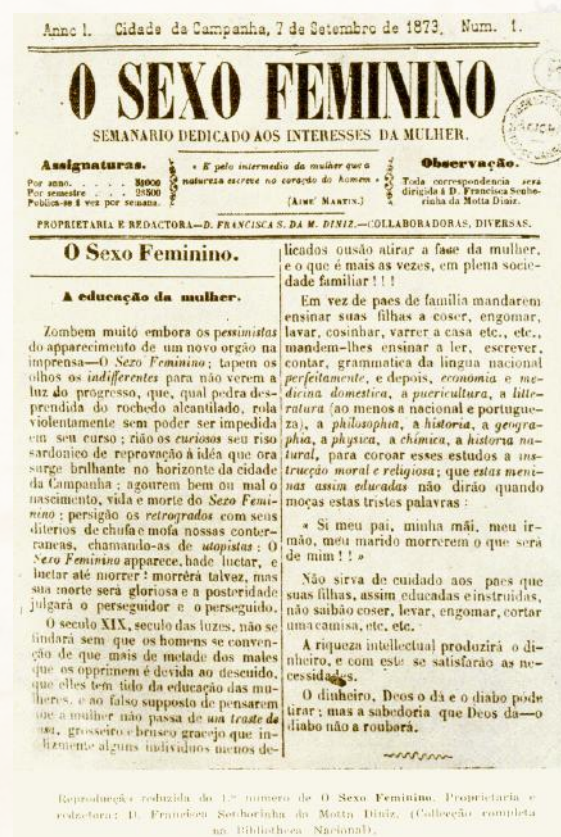 Anno I. Cidade da Campanha, 7 de Setembro de 1873. Num. 1.
O SEXO FEMININO
SEMANARIO DEDICADO AOS INTERESSES DA MULHER.
Assignaturas.
Por anno. . . . . 5$000
Por semestre . . . . 2$500
Publica-se 1 vez por semana.
« E pelo intermedio da mulher que a
natureza escreve no coração do homem »
(AIMÉ MARTIN.)
Observação.
Toda correspondencia será
dirigida á D. Francisca Senho-
rinha da Motta Diniz.
PROPRIETARIA E REDACTORA—D. FRANCISCA S. DA M. DINIZ.—COLLABORADORAS, DIVERSAS.
O Sexo Feminino.
A educação da mulher.
Zombem muito embora os pessimistas
do apparecimento de um novo orgão na
imprensa—O Sexo Feminino; tapem os
olhos os indifferentes para não verem a
luz do progresso, que, qual pedra des-
prendida do rochedo alcantilado, rola
violentamente sem poder ser impedida
em seu curso; rião os curiosos seu riso
sardonico de reprovação á idéa que ora
surge brilhante no horizonte da cidade
da Campanha; agourem bem ou mal o
nascimento, vida e morte do Sexo Femi-
nino; persigão os retrogrados com seus
diterios de chufa e mofa nossas conter-
raneas, chamando-as de utopistas: O
Sexo Feminino apparece, hade luctar, e
luctar até morrer: morrerá talvez, mas
sua morte será gloriosa e a posteridade
julgará o perseguidor e o perseguido.
O seculo XIX, seculo das luzes, não se
findará sem que os homens se conven-
ção de que mais de metade dos males
que os opprimem é devida ao descuido,
que elles tem tido da educação das mu-
lheres, e ao falso supposto de pensarem
que a mulher não passa de um traste de
casa, grosseiro e brusco gracejo que in-
flizmente alguns individuos menos de-
licados ousão atirar a face da mulher,
e o que é mais as vezes, em plena socie-
dade familiar!!!
Em vez de paes de familia mandarem
ensinar suas filhas a coser, engomar,
lavar, cosinhar, varrer a casa etc., etc.,
mandem-lhes ensinar a ler, escrever,
contar, grammatica da lingua nacional
perfeitamente, e depois, economia e me-
dicina domestica, a puericultura, a litte-
ratura (ao menos a nacional e portugue-
za), a philosophia, a historia, a geogra-
phia, a physica, a chimica, a historia na-
tural, para coroar esses estudos a ins-
trucção moral e religiosa; que estas meni-
nas assim educadas não dirão quando
moças estas tristes palavras:
« Si meu pai, minha mãi, meu ir-
mão, meu marido morrerem o que será
de mim!! »
Não sirva de cuidado aos paes que
suas filhas, assim educadas e instruidas,
não saibão coser, levar, engomar, cortar
uma camisa, etc. etc.
A riqueza intellectual produzirá o di-
nheiro, e com este se satisfarão as ne-
cessidades.
O dinheiro, Deos o dá e o diabo póde
tirar; mas a sabedoria que Deos da—o
diabo não a roubará.
Reproducção reduzida do 1.º numero de O Sexo Feminino. Proprietaria e
redactora: D. Francisca Senhorinha da Motta Diniz. (Collecção completa
na Bibliotheca Nacional).